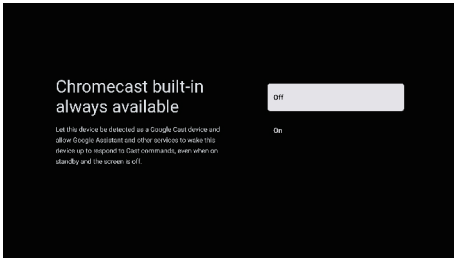 Chromecast built-in
always available
Let this device be detected as a Google Cast device and
allow Google Assistant and other services to wake this
device up to respond to Cast commands, even when on
standby and the screen is off.
Off
On